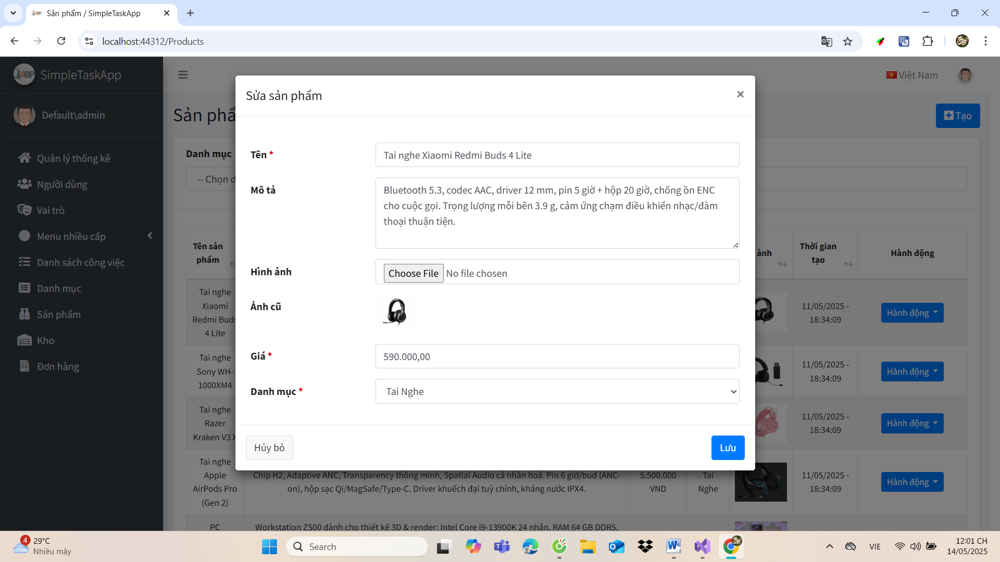 Sản phẩm / SimpleTaskApp
localhost:44312/Products
SimpleTaskApp
Việt Nam
Default\admin
Quản lý thống kê
Người dùng
Vai trò
Menu nhiều cấp
Danh sách công việc
Danh mục
Sản phẩm
Kho
Đơn hàng
Tạo
Danh mục
-- Chọn
Sửa sản phẩm
×
Tên *
Tai nghe Xiaomi Redmi Buds 4 Lite
Mô tả
Bluetooth 5.3, codec AAC, driver 12 mm, pin 5 giờ + hộp 20 giờ, chống ồn ENC
cho cuộc gọi. Trọng lượng mỗi bên 3.9 g, cảm ứng chạm điều khiển nhạc/đàm
thoại thuận tiện.
Hình ảnh
Choose File No file chosen
Ảnh cũ
Giá *
590.000,00
Danh mục *
Tai Nghe
Hủy bỏ
Lưu
Tên sản
phẩm
ảnh
Thời gian
tạo
Hành động
Tai nghe
Xiaomi
Redmi Buds
4 Lite
11/05/2025 -
18:34:09
Hành động
Tai nghe
Sony WH-
1000XM4
11/05/2025 -
18:34:09
Hành động
Tai nghe
Razer
Kraken V3 X
11/05/2025 -
18:34:09
Hành động
Tai nghe
Apple
AirPods Pro
(Gen 2)
Chip H2, Adaptive ANC, Transparency thông minh, Spatial Audio cá nhân hoá. Pin 6 giờ/bud (ANC-
on), hộp sạc Qi/MagSafe/Type-C. Driver khuếch đại tuỳ chỉnh, kháng nước IPX4.
5.500.000
VND
Tai
Nghe
11/05/2025 -
18:34:09
Hành động
PC
Workstation Z500 dành cho thiết kế 3D & render: Intel Core i9-13900K 24 nhân, RAM 64 GB DDR5,
4
29°C
Nhiều mây
Search
VIE
12:01 CH
14/05/2025